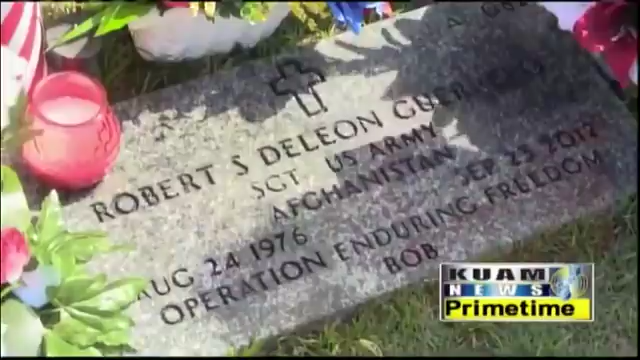 ROBERT S DELEON GUERRERO
SGT US ARMY
AFGHANISTAN
AUG 24 1976 SEP 23 2012
OPERATION ENDURING FREEDOM
BOB
KUAM
NEWS
Primetime